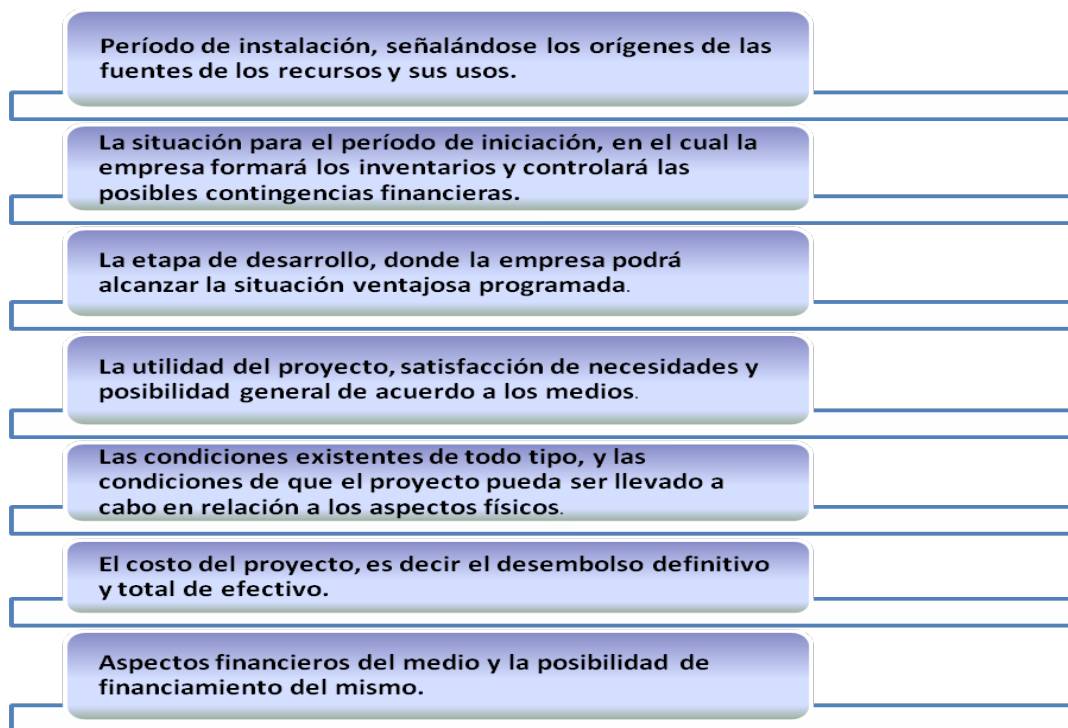 Período de instalación, señalándose los orígenes de las
fuentes de los recursos y sus usos.
La situación para el período de iniciación, en el cual la
empresa formará los inventarios y controlará las
posibles contingencias financieras.
La etapa de desarrollo, donde la empresa podrá
alcanzar la situación ventajosa programada.
La utilidad del proyecto, satisfacción de necesidades y
posibilidad general de acuerdo a los medios.
Las condiciones existentes de todo tipo, y las
condiciones de que el proyecto pueda ser llevado a
cabo en relación a los aspectos físicos.
El costo del proyecto, es decir el desembolso definitivo
y total de efectivo.
Aspectos financieros del medio y la posibilidad de
financiamiento del mismo.